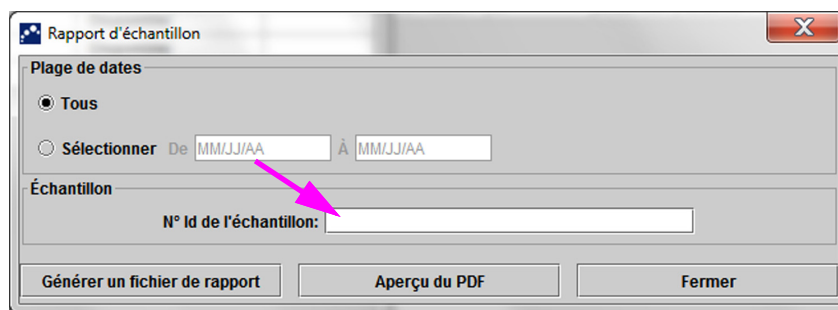 Rapport d'échantillon
Plage de dates
Tous
Sélectionner De MM/JJ/AA À MM/JJ/AA
Échantillon
N° Id de l'échantillon:
Générer un fichier de rapport Aperçu du PDF Fermer